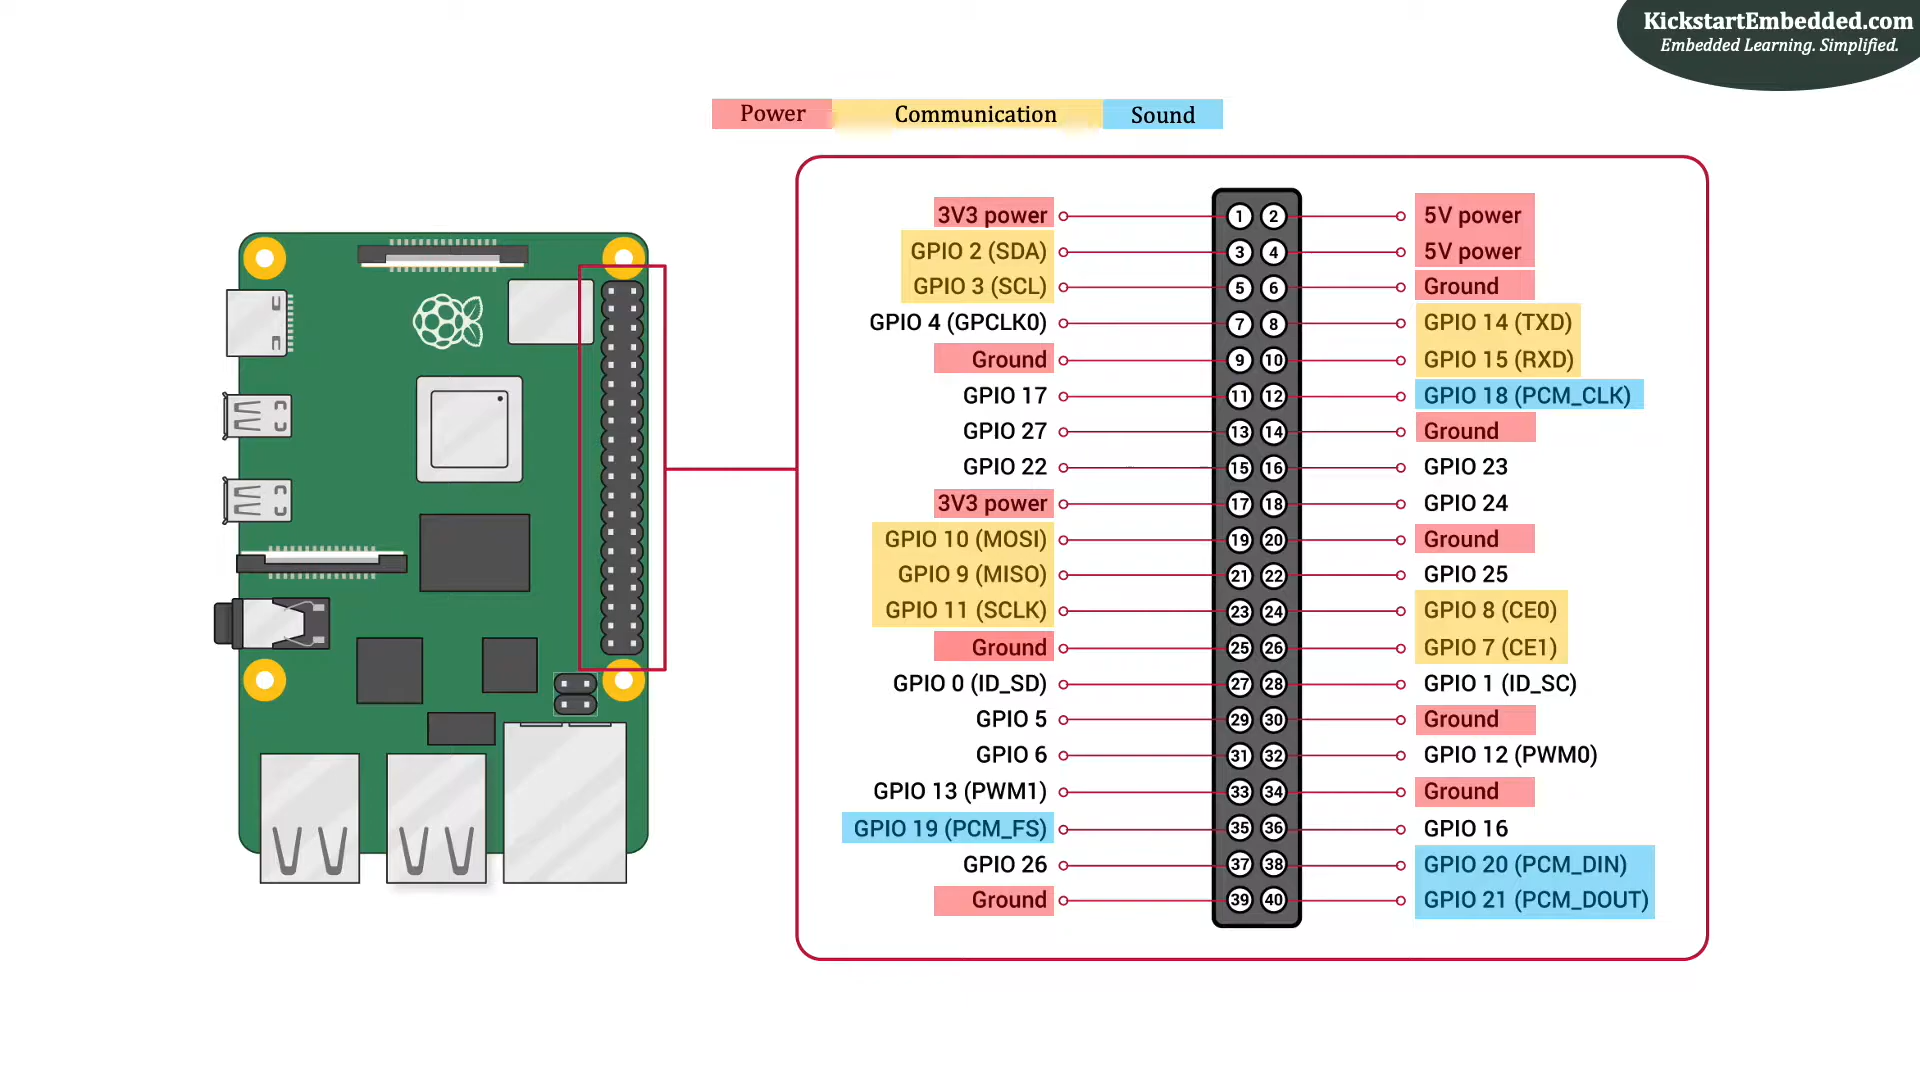 KickstartEmbedded.com
Embedded Learning. Simplified.
Power Communication Sound
3V3 power 1 2 5V power
GPIO 2 (SDA) 3 4 5V power
GPIO 3 (SCL) 5 6 Ground
GPIO 4 (GPCLK0) 7 8 GPIO 14 (TXD)
Ground 9 10 GPIO 15 (RXD)
GPIO 17 11 12 GPIO 18 (PCM_CLK)
GPIO 27 13 14 Ground
GPIO 22 15 16 GPIO 23
3V3 power 17 18 GPIO 24
GPIO 10 (MOSI) 19 20 Ground
GPIO 9 (MISO) 21 22 GPIO 25
GPIO 11 (SCLK) 23 24 GPIO 8 (CE0)
Ground 25 26 GPIO 7 (CE1)
GPIO 0 (ID_SD) 27 28 GPIO 1 (ID_SC)
GPIO 5 29 30 Ground
GPIO 6 31 32 GPIO 12 (PWM0)
GPIO 13 (PWM1) 33 34 Ground
GPIO 19 (PCM_FS) 35 36 GPIO 16
GPIO 26 37 38 GPIO 20 (PCM_DIN)
Ground 39 40 GPIO 21 (PCM_DOUT)